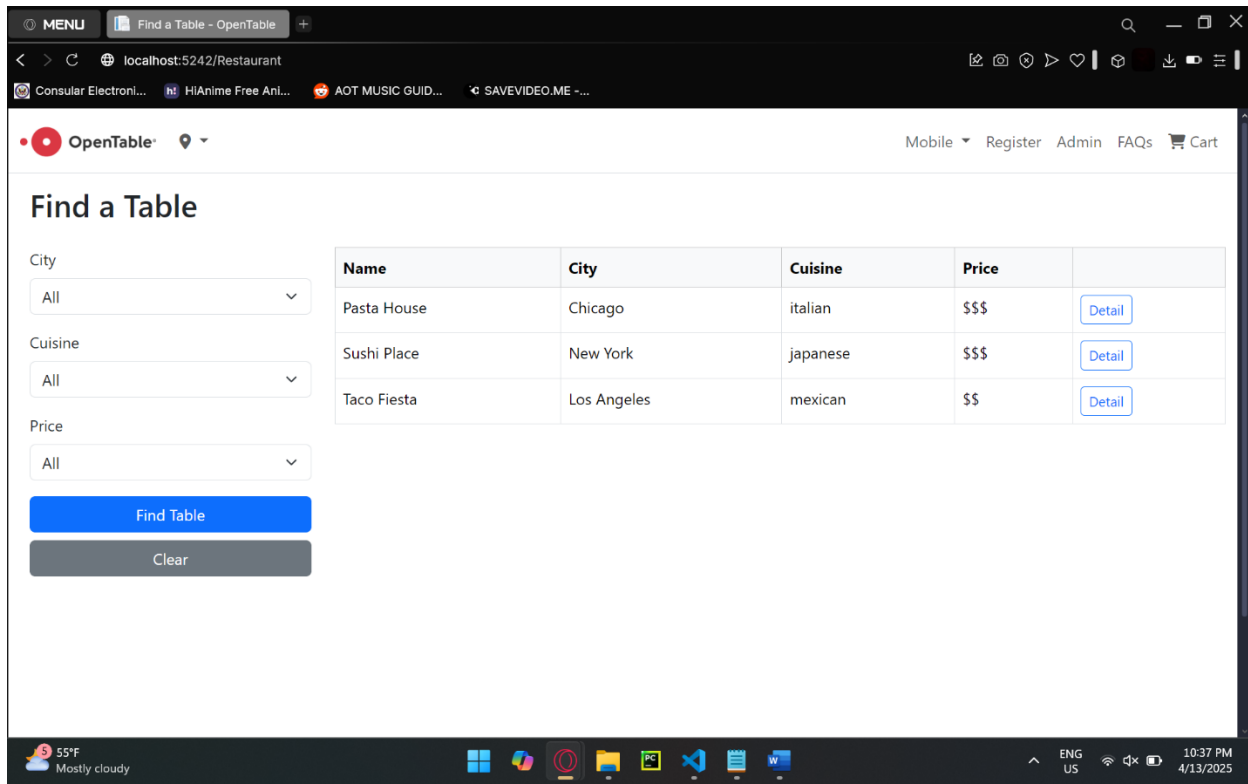 MENU
Find a Table - OpenTable
localhost:5242/Restaurant
Consular Electroni...
h!
HiAnime Free Ani...
AOT MUSIC GUID...
SAVEVIDEO.ME -...
OpenTable
Mobile
Register
Admin
FAQs
Cart
Find a Table
City
All
Cuisine
All
Price
All
Find Table
Clear
Name City Cuisine Price
Pasta House Chicago italian $$$ Detail
Sushi Place New York japanese $$$ Detail
Taco Fiesta Los Angeles mexican $$ Detail
5
55°F
Mostly cloudy
PC
W
ENG
US
10:37 PM
4/13/2025